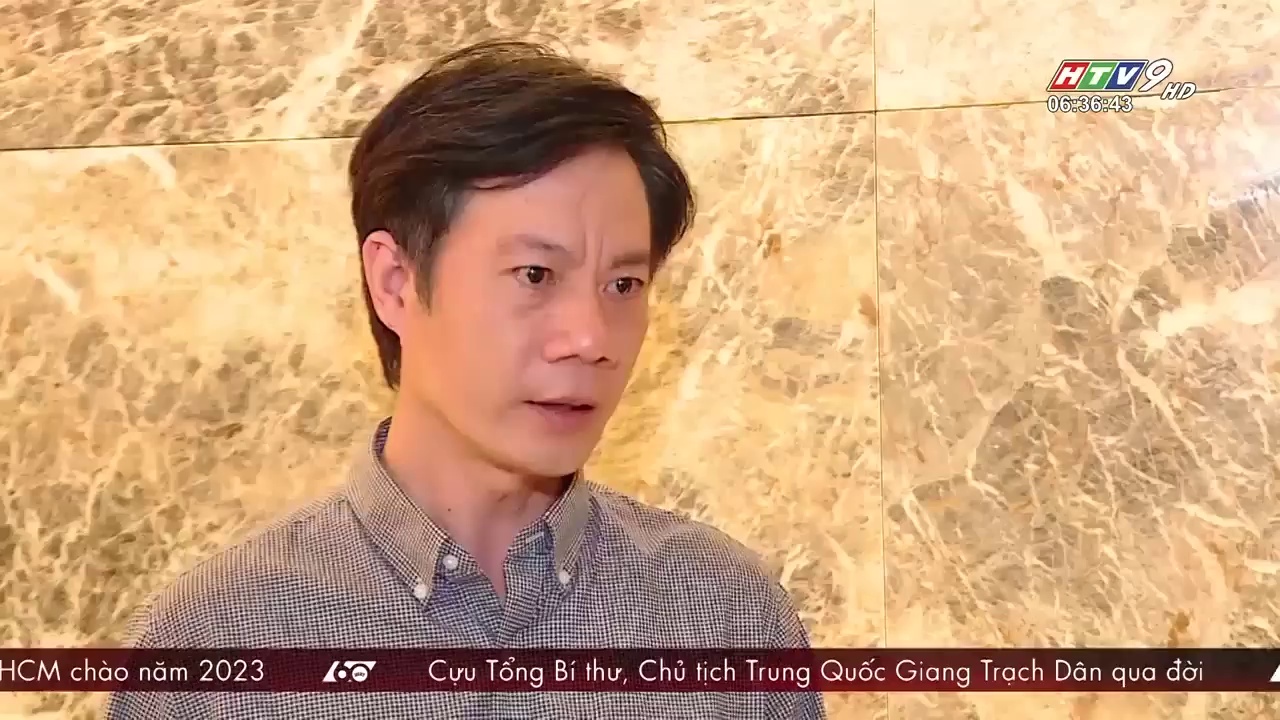 HTV9 HD
06:36:43
HCM chào năm 2023 60 Cựu Tổng Bí thư, Chủ tịch Trung Quốc Giang Trạch Dân qua đời